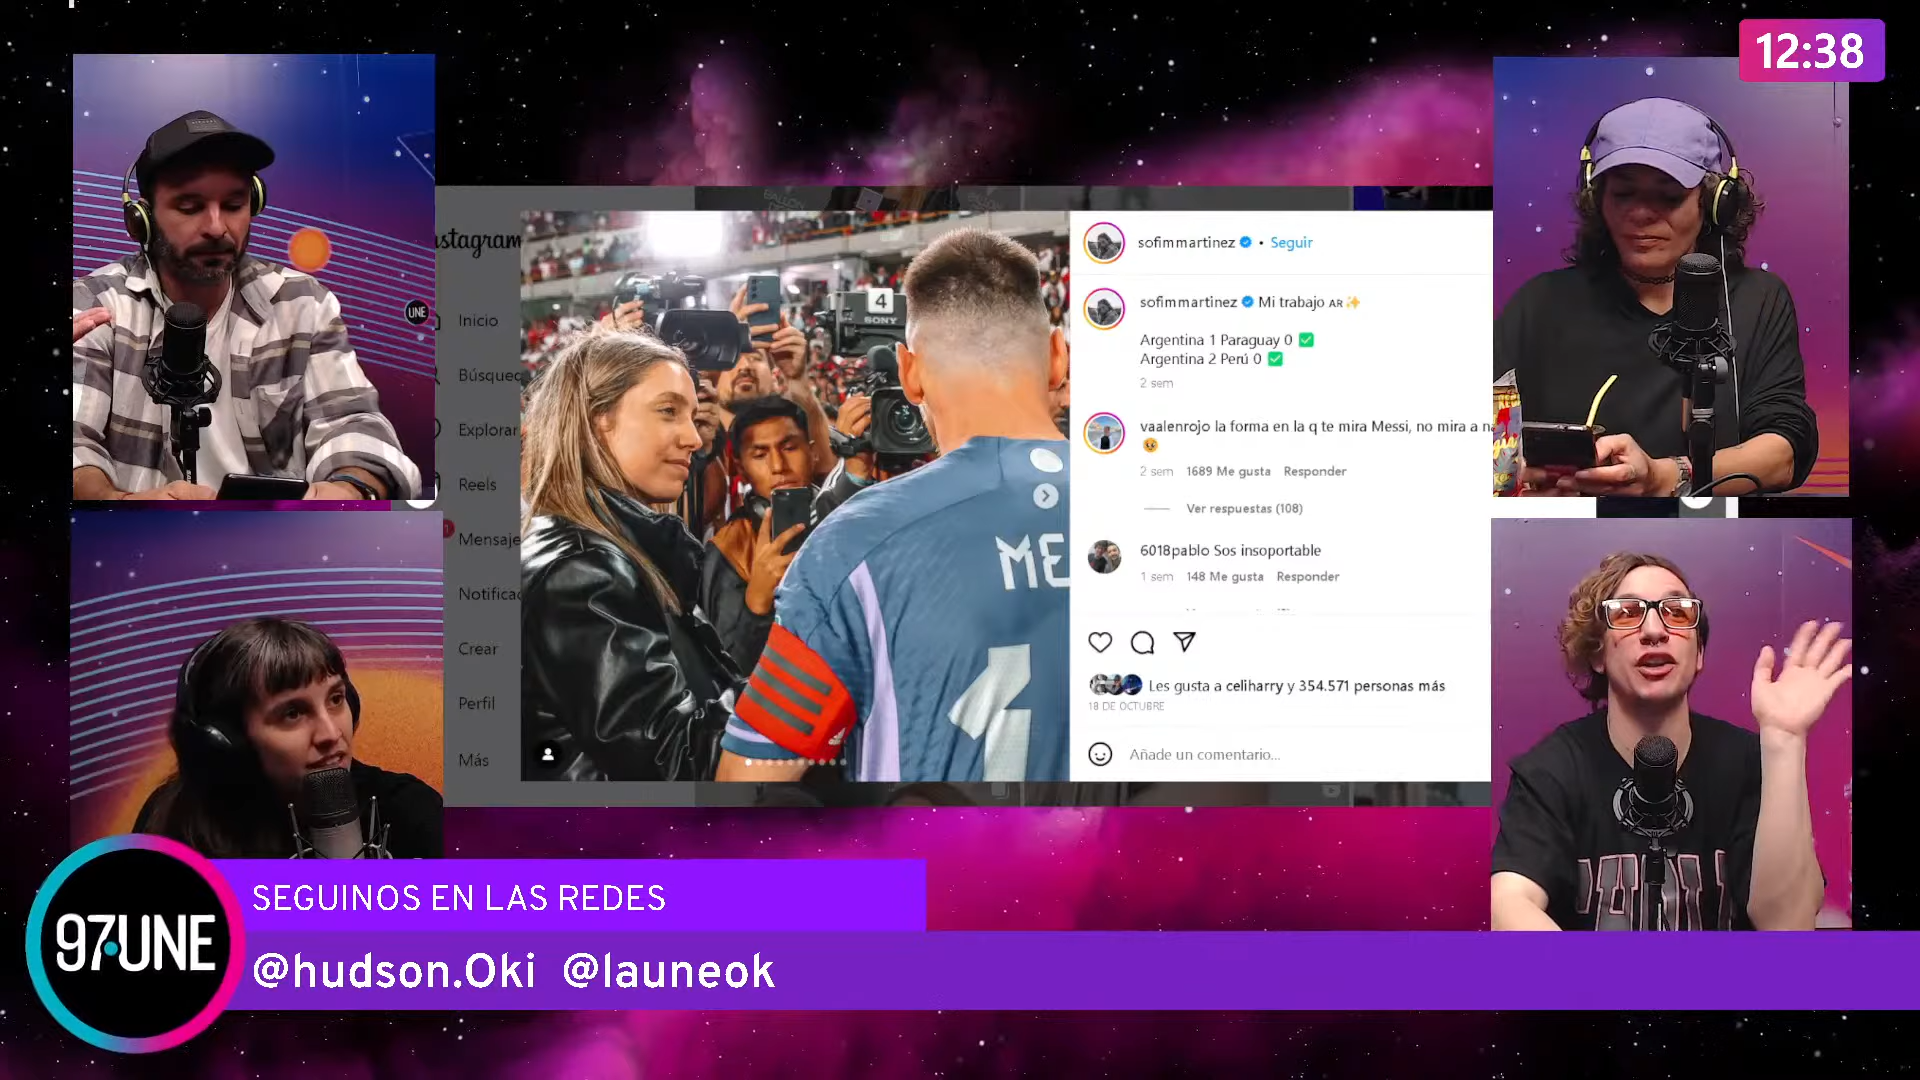 12:38
UNE
stagram
Inicio
Búsqued
Explorar
Reels
Mensaje
Notificac
Crear
Perfil
Más
4
SONY
ME
1
sofimmartinez • Seguir
sofimmartinez Mi trabajo AR✨
Argentina 1 Paraguay 0 ✅
Argentina 2 Perú 0 ✅
2 sem
vaalenrojo la forma en la q te mira Messi, no mira a n
2 sem 1689 Me gusta Responder
Ver respuestas (108)
6018pablo Sos insoportable
1 sem 148 Me gusta Responder
Les gusta a celiharry y 354.571 personas más
18 DE OCTUBRE
Añade un comentario...
97.UNE
SEGUINOS EN LAS REDES
@hudson.Oki @launeok